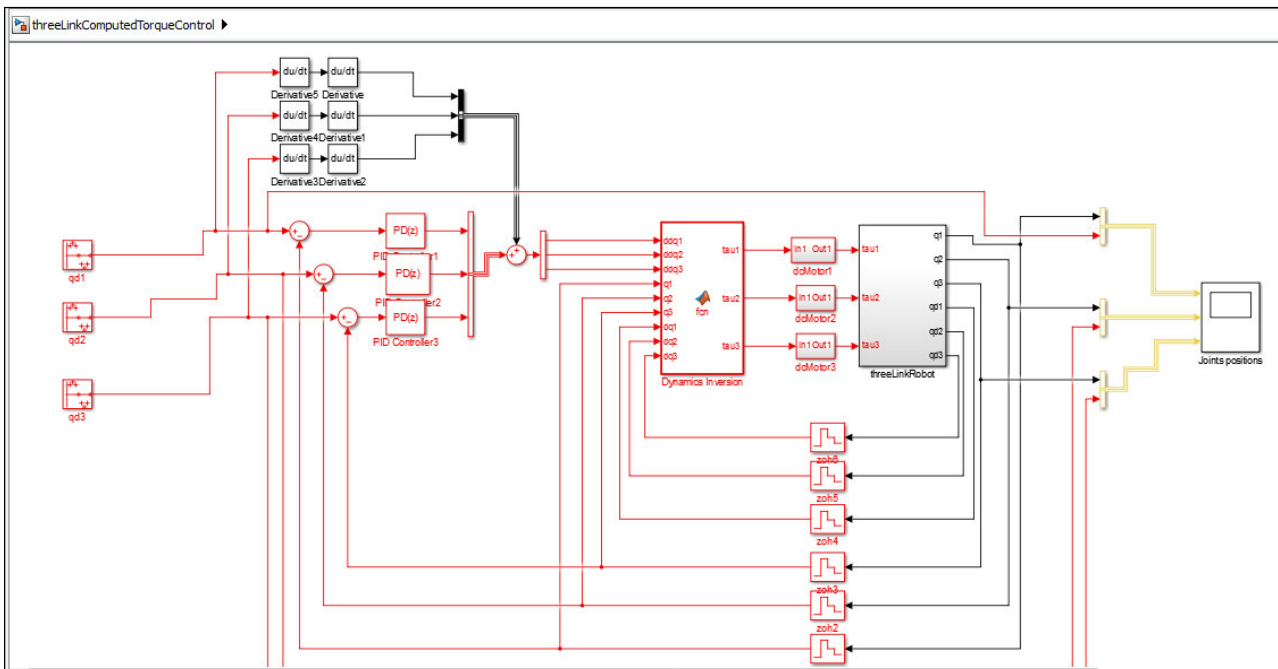 threeLinkComputedTorqueControl
du/dt
du/dt
Derivative5
Derivative
du/dt
du/dt
Derivative4
Derivative1
du/dt
du/dt
Derivative3
Derivative2
qd1
qd2
qd3
PD(z)
PD(z)
PID Controller2
PD(z)
PID Controller3
ddq1
ddq2
ddq3
q1
q2
q3
dq1
dq2
dq3
fcn
tau1
tau2
tau3
Dynamics Inversion
In1 Out1
dcMotor1
In1 Out1
dcMotor2
In1 Out1
dcMotor3
tau1
tau2
tau3
q1
q2
q3
qd1
qd2
qd3
threeLinkRobot
Joints positions
zoh6
zoh5
zoh4
zoh3
zoh2